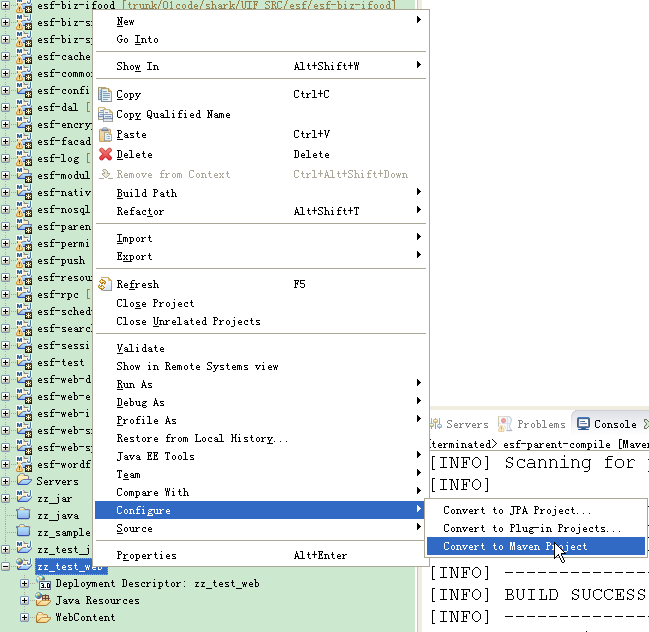 esf-biz-ifood [trunk/01code/shark/UIF_SRC/esf/esf-biz-ifood]
esf-biz-s
esf-biz-s
esf-cache
esf-commo
esf-confi
esf-dal [
esf-encry
esf-facad
esf-log [
esf-modul
esf-nativ
esf-nosql
esf-paren
esf-permi
esf-push
esf-resou
esf-rpc [
esf-sched
esf-searc
esf-sessi
esf-test
esf-web-d
esf-web-e
esf-web-i
esf-web-s
esf-web-s
esf-wordf
Servers
zz_jar
zz_java
zz_sample
zz_test_j
zz_test_web
Deployment Descriptor: zz_test_web
Java Resources
WebContent
New
Go Into
Show In Alt+Shift+W
Copy Ctrl+C
Copy Qualified Name
Paste Ctrl+V
Delete Delete
Remove from Context Ctrl+Alt+Shift+Down
Build Path
Refactor Alt+Shift+T
Import
Export
Refresh F5
Close Project
Close Unrelated Projects
Validate
Show in Remote Systems view
Run As
Debug As
Profile As
Restore from Local History...
Java EE Tools
Team
Compare With
Configure
Source
Properties Alt+Enter
Convert to JPA Project...
Convert to Plug-in Projects...
Convert to Maven Project
Servers Problems Console
<terminated> esf-parent-compile [Maven
[INFO] Scanning for
[INFO]
[INFO] ----------
[INFO] BUILD SUCCESS
[INFO] ----------